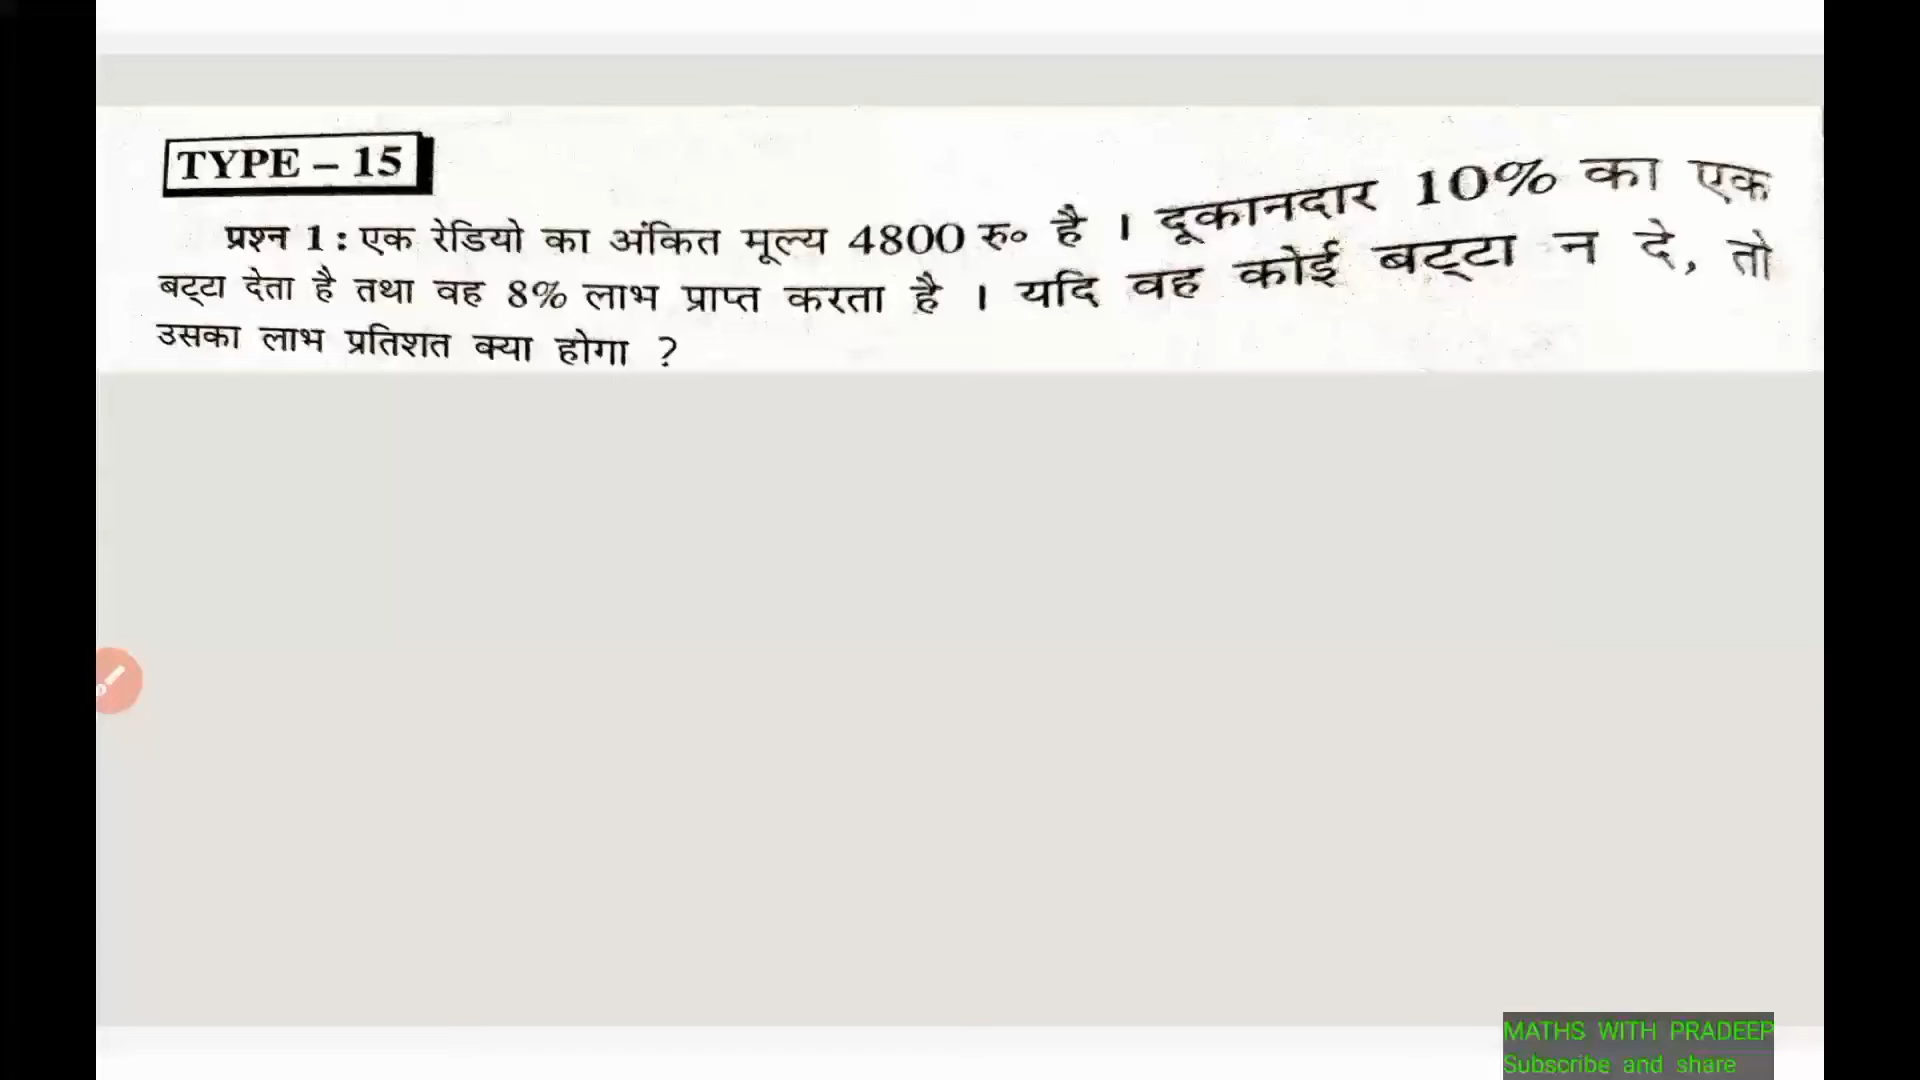 TYPE – 15
प्रश्न 1 : एक रेडियो का अंकित मूल्य 4800 रु० है । दूकानदार 10% का एक
बट्टा देता है तथा वह 8% लाभ प्राप्त करता है । यदि वह कोई बट्टा न दे, तो
उसका लाभ प्रतिशत क्या होगा ?
MATHS WITH PRADEEP
Subscribe and share